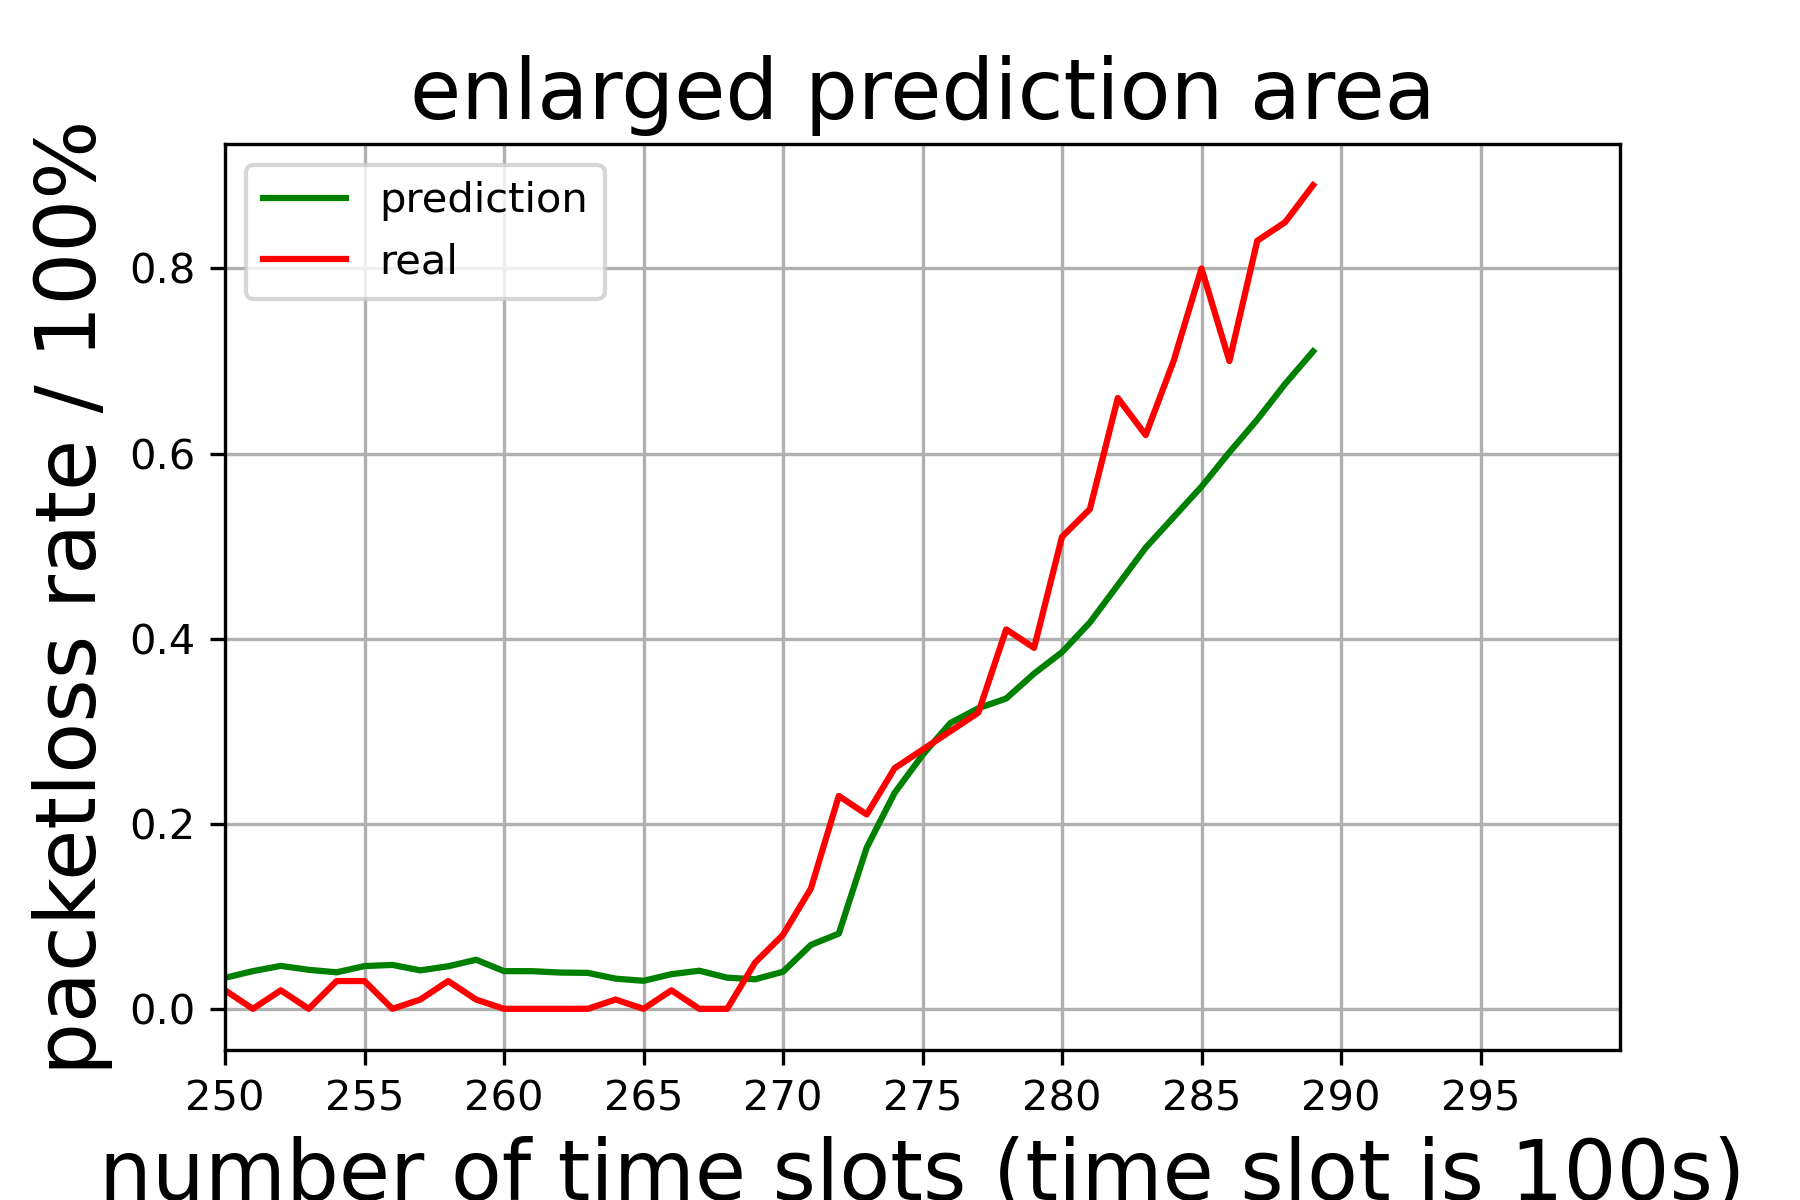 enlarged prediction area
packetloss rate / 100%
prediction
real
0.8
0.6
0.4
0.2
0.0
250 255 260 265 270 275 280 285 290 295
number of time slots (time slot is 100s)